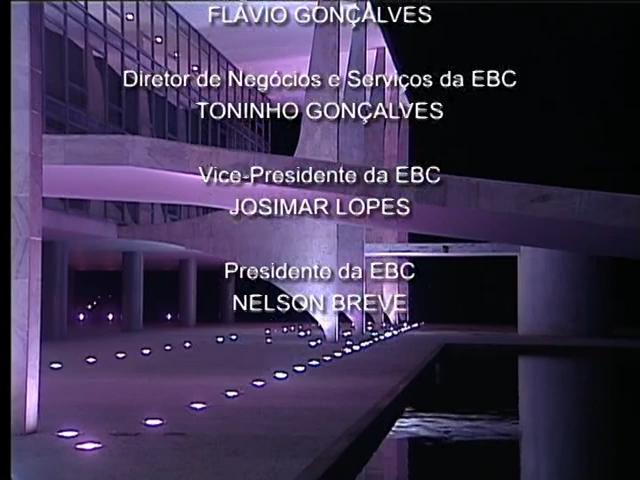 FLÁVIO GONÇALVES
Diretor de Negócios e Serviços da EBC
TONINHO GONÇALVES
Vice-Presidente da EBC
JOSIMAR LOPES
Presidente da EBC
NELSON BREVE